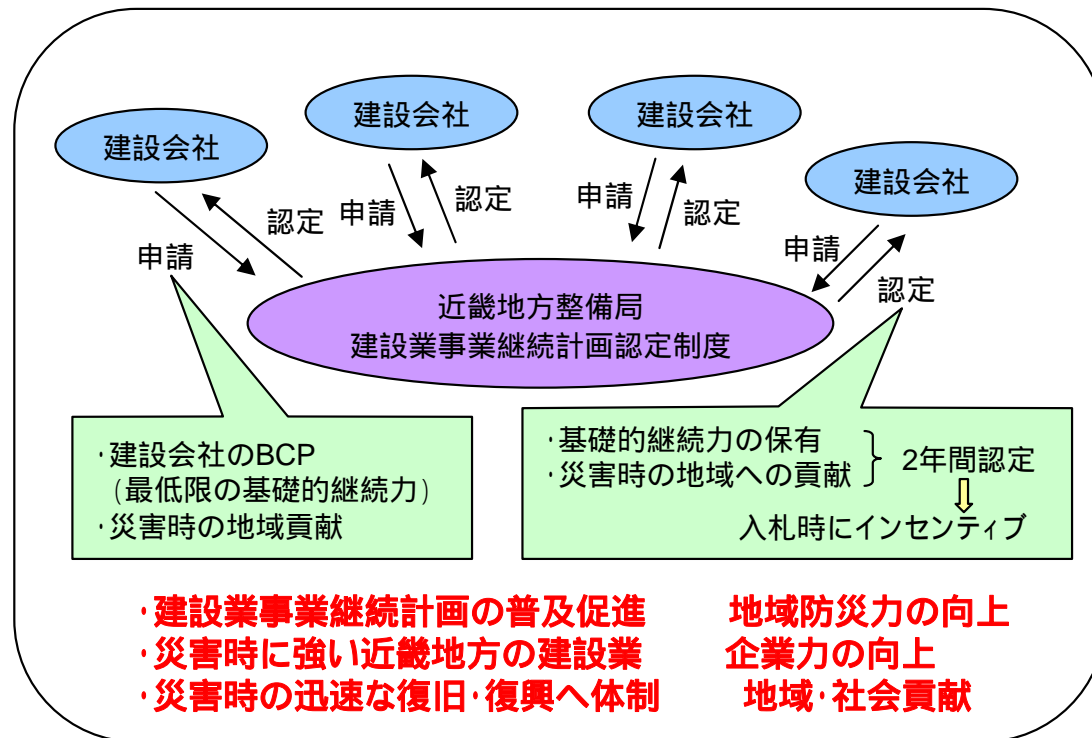 建設会社
建設会社
建設会社
建設会社
申請
認定
申請
認定
申請
認定
申請
認定
近畿地方整備局
建設業事業継続計画認定制度
・建設会社のBCP
（最低限の基礎的継続力）
・災害時の地域貢献
・基礎的継続力の保有
・災害時の地域への貢献
2年間認定
入札時にインセンティブ
・建設業事業継続計画の普及促進 地域防災力の向上
・災害時に強い近畿地方の建設業 企業力の向上
・災害時の迅速な復旧・復興へ体制 地域・社会貢献